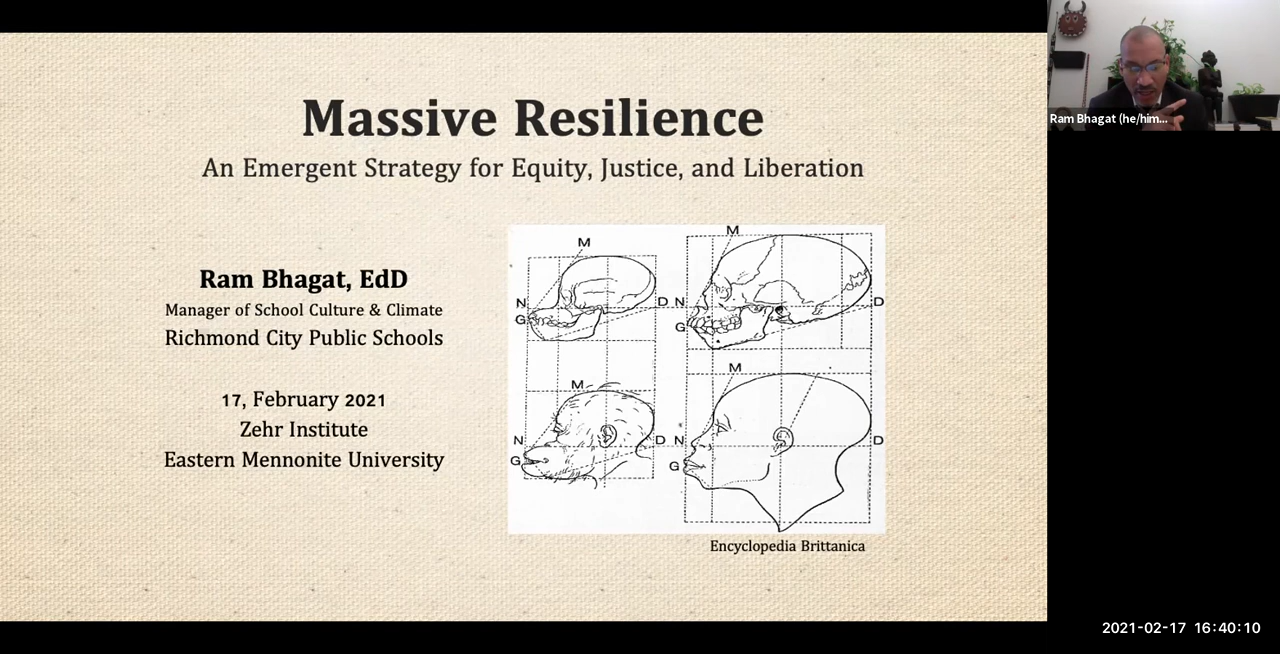 Massive Resilience
An Emergent Strategy for Equity, Justice, and Liberation
Ram Bhagat, EdD
Manager of School Culture & Climate
Richmond City Public Schools
17, February 2021
Zehr Institute
Eastern Mennonite University
M
N
G
D
M
N
G
D
M
N
G
D
M
N
G
D
Encyclopedia Brittanica
Ram Bhagat (he/him...
2021-02-17 16:40:10